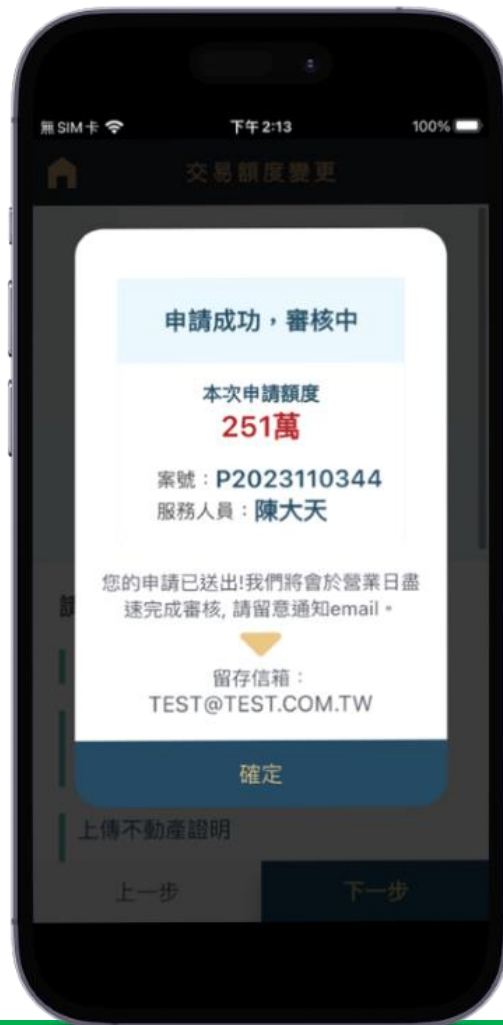 無 SIM 卡 下午 2:13 100%
交易額度變更
申請成功，審核中
本次申請額度
251萬
案號：P2023110344
服務人員：陳大天
您的申請已送出!我們將會於營業日盡
速完成審核, 請留意通知email。
留存信箱：
TEST@TEST.COM.TW
確定
上傳不動產證明
上一步 下一步